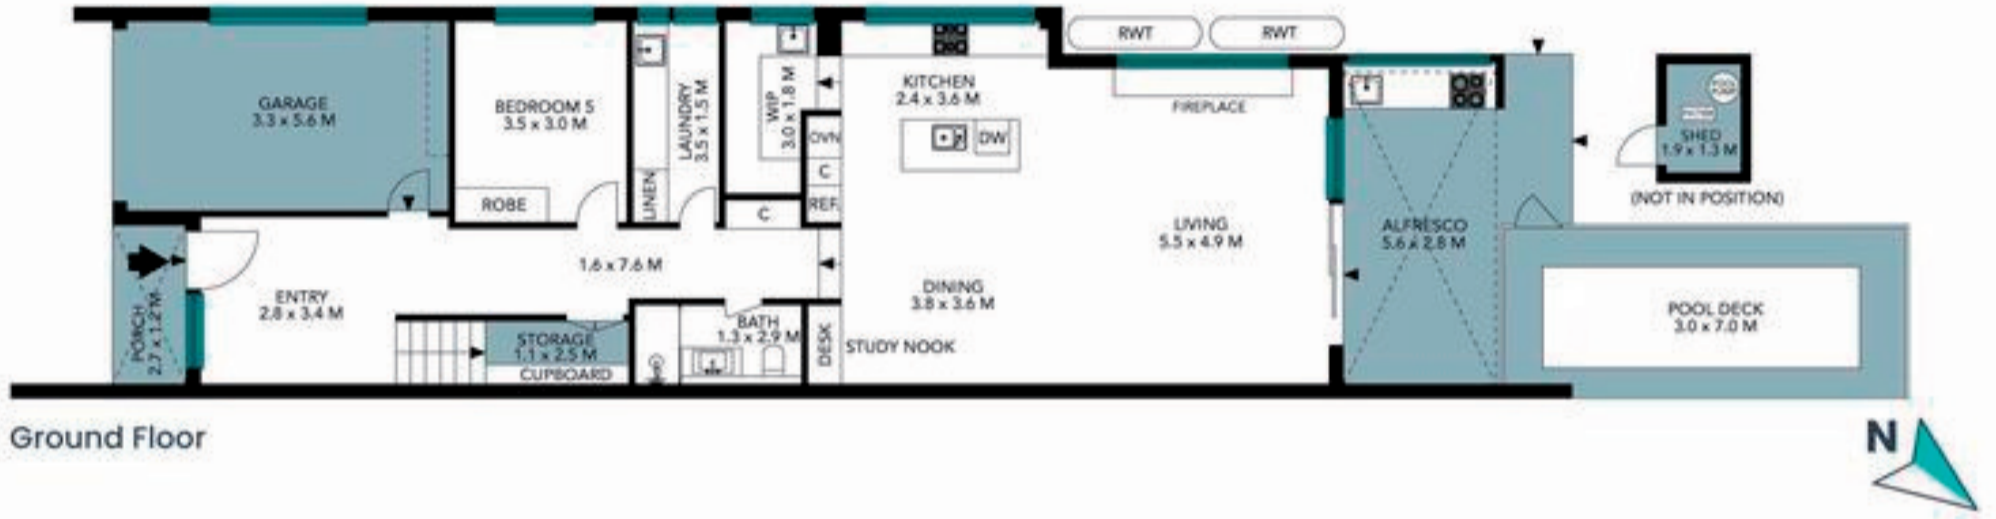 GARAGE
3.3 x 5.6 M
BEDROOM 5
3.5 x 3.0 M
ROBE
LINEN
LAUNDRY
3.5 x 1.5 M
WIP
3.0 x 1.8 M
C
OVN
C
REF.
KITCHEN
2.4 x 3.6 M
DW
RWT
RWT
FIREPLACE
LIVING
5.5 x 4.9 M
DINING
3.8 x 3.6 M
ALFRESCO
5.6 x 2.8 M
SHED
1.9 x 1.3 M
(NOT IN POSITION)
POOL DECK
3.0 x 7.0 M
PORCH
2.7 x 1.2 M
ENTRY
2.8 x 3.4 M
1.6 x 7.6 M
STORAGE
1.1 x 2.5 M
CUPBOARD
BATH
1.3 x 2.9 M
DESK
STUDY NOOK
Ground Floor
N